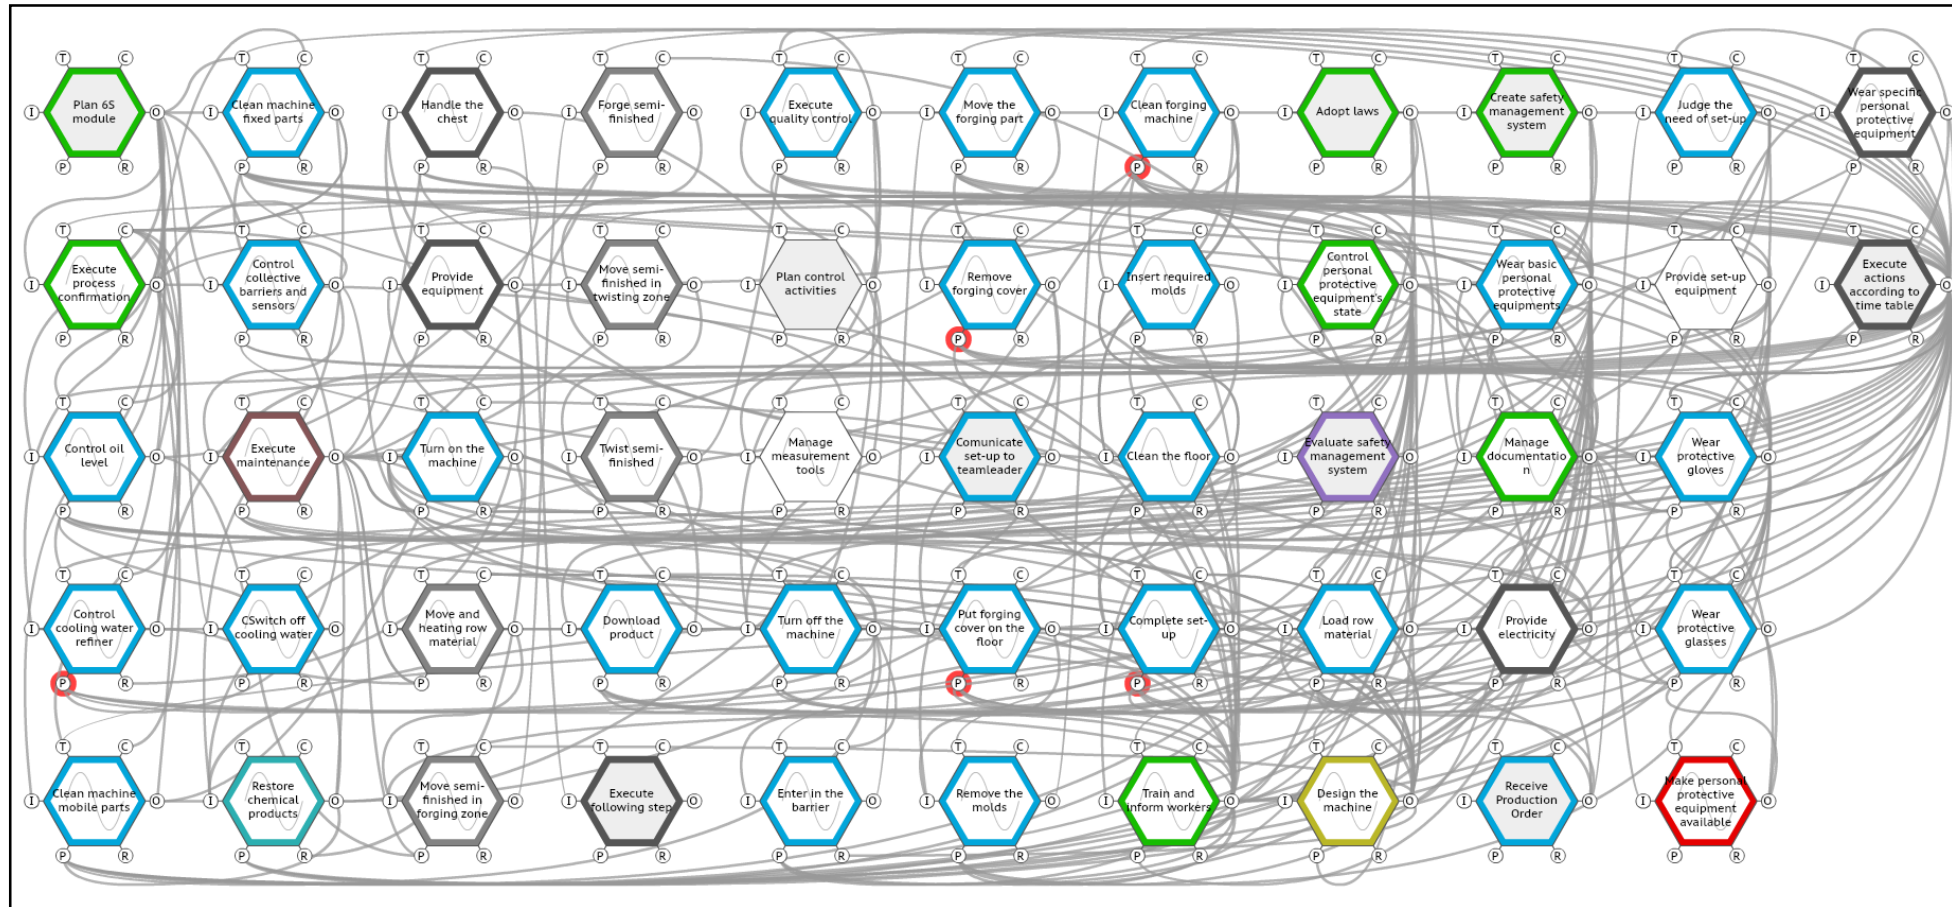 T C T C T C T C T C T C T C T C T C T C T C
I Plan 6S module O
I Clean machine fixed parts O
I Handle the chest O
I Forge semi-finished O
I Execute quality control O
I Move the forging part O
I Clean forging machine O
I Adopt laws O
I Create safety management system O
I Judge the need of set-up O
I Wear specific personal protective equipment O
P R P R P R P R P R P R P R P R P R P R P R
T C T C T C T C T C T C T C T C T C T C T C
I Execute process confirmation O
I Control collective barriers and sensors O
I Provide equipment O
I Move semi-finished in twisting zone O
I Plan control activities O
I Remove forging cover O
I Insert required molds O
I Control personal protective equipment's state O
I Wear basic personal protective equipments O
I Provide set-up equipment O
I Execute actions according to time table O
P R P R P R P R P R P R P R P R P R P R P R
T C T C T C T C T C T C T C T C T C T C
I Control oil level O
I Execute maintenance O
I Turn on the machine O
I Twist semi-finished O
I Manage measurement tools O
I Comunicate set-up to teamleader O
I Clean the floor O
I Evaluate safety management system O
I Manage documentatio n O
I Wear protective gloves O
P R P R P R P R P R P R P R P R P R P R
T C T C T C T C T C T C T C T C T C T C
I Control cooling water refiner O
I CSwitch off cooling water O
I Move and heating row material O
I Download product O
I Turn off the machine O
I Put forging cover on the floor O
I Complete set-up O
I Load row material O
I Provide electricity O
I Wear protective glasses O
P R P R P R P R P R P R P R P R P R P R
T C T C T C T C T C T C T C T C T C T C
I Clean machine mobile parts O
I Restore chemical products O
I Move semi-finished in forging zone O
I Execute following step O
I Enter in the barrier O
I Remove the molds O
I Train and inform workers O
I Design the machine O
I Receive Production Order O
I Make personal protective equipment available O
P R P R P R P R P R P R P R P R P R P R